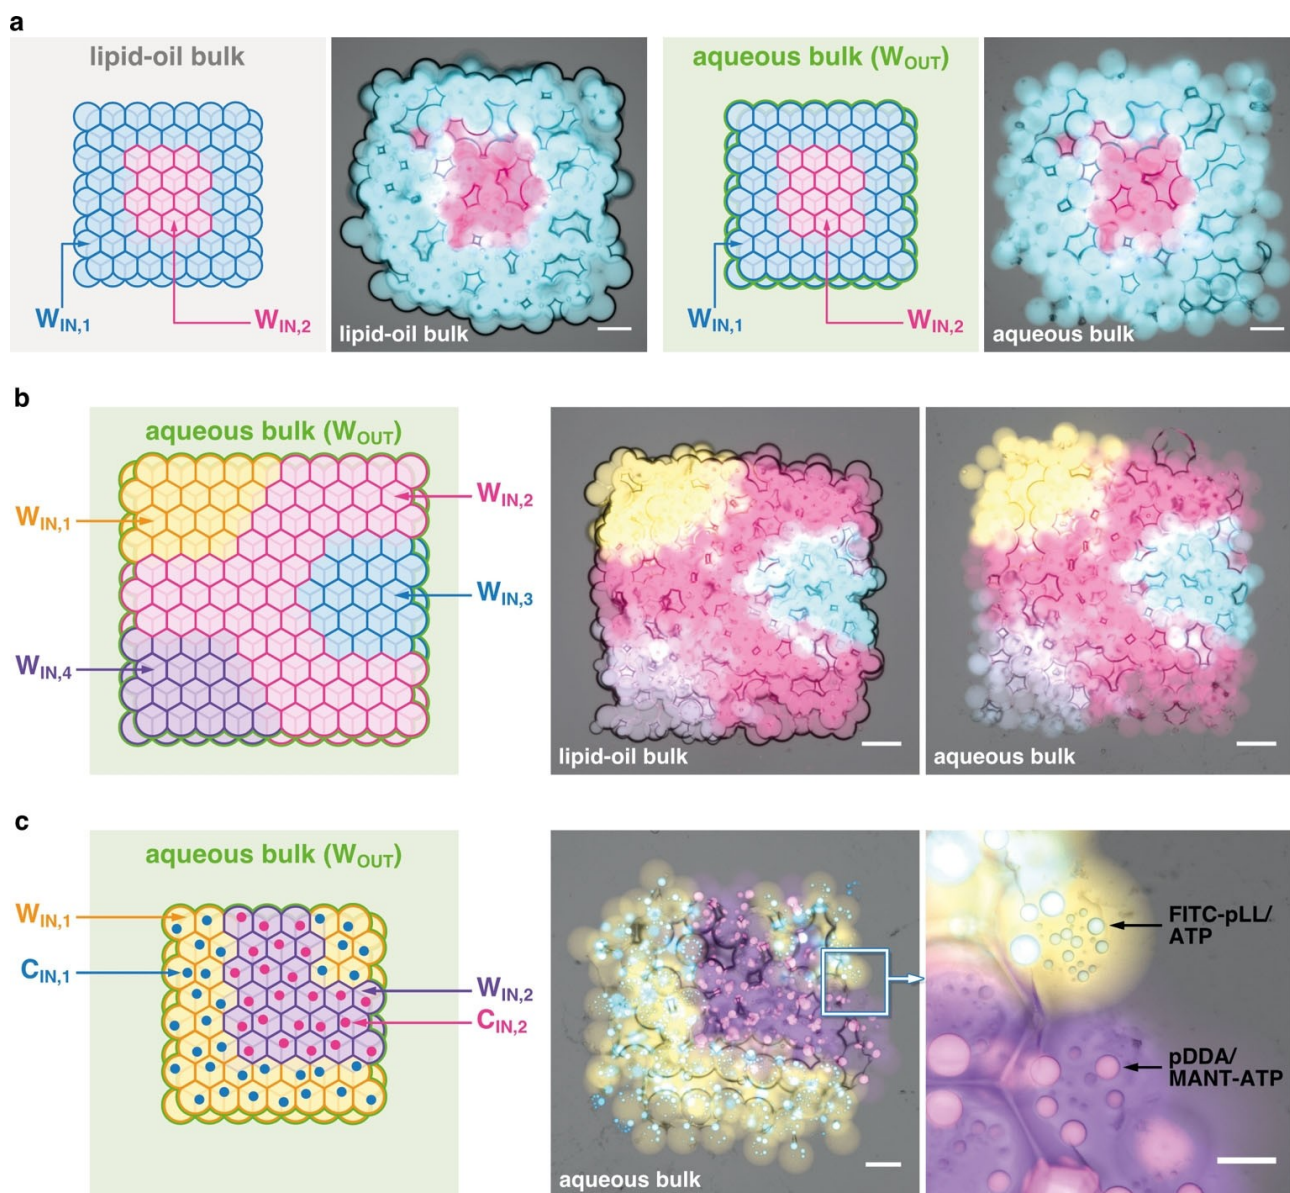 a
lipid-oil bulk
aqueous bulk (W_OUT)
W_IN,1
W_IN,2
lipid-oil bulk
W_IN,1
W_IN,2
aqueous bulk
b
aqueous bulk (W_OUT)
W_IN,1
W_IN,2
W_IN,3
W_IN,4
lipid-oil bulk
aqueous bulk
c
aqueous bulk (W_OUT)
W_IN,1
C_IN,1
W_IN,2
C_IN,2
aqueous bulk
FITC-pLL/
ATP
pDDA/
MANT-ATP